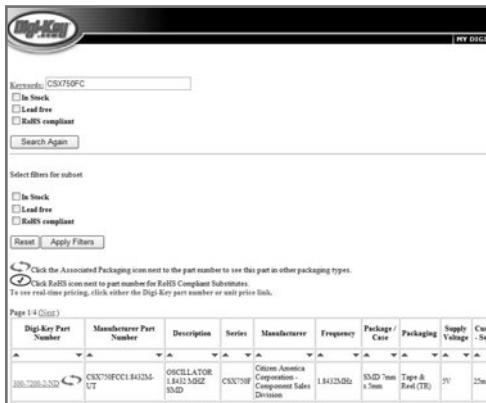 Digi-Key
.com
MY DIGI
Keywords: CSX750FC
In Stock
Lead free
RoHS compliant
Search Again
Select filters for subset
In Stock
Lead free
RoHS compliant
Reset Apply Filters
Click the Associated Packaging icon next to the part number to see this part in other packaging types.
Click RoHS icon next to part number for RoHS Compliant Substitutes.
To see real-time pricing, click either the Digi-Key part number or unit price link.
Page 1/4 (Next)
Digi-Key Part Manufacturer Part Description Series Manufacturer Frequency Package / Packaging Supply Cu
Number Number Case Voltage - Su
Citizen America
OSCILLATOR Corporation -
300-7200-2-ND CSX750FCC1.8432M- 1.8432 MHZ CSX750F Component Sales 1.8432MHz SMD 7mm Tape & 5V 25m
UT SMD Division x 5mm Reel (TR)